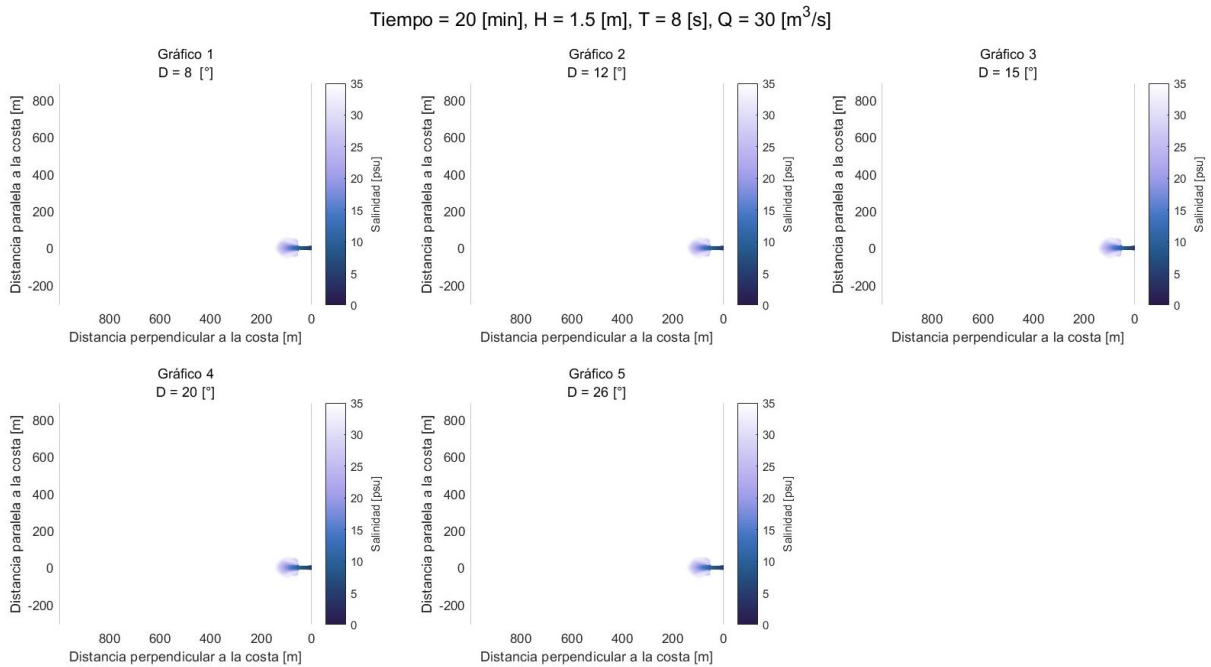 Tiempo = 20 [min], H = 1.5 [m], T = 8 [s], Q = 30 [m³/s]
Gráfico 1
D = 8 [°]
Distancia paralela a la costa [m]
800
600
400
200
0
-200
800 600 400 200 0
Distancia perpendicular a la costa [m]
35
30
25
20
15
10
5
0
Salinidad [psu]
Gráfico 2
D = 12 [°]
Distancia paralela a la costa [m]
800
600
400
200
0
-200
800 600 400 200 0
Distancia perpendicular a la costa [m]
35
30
25
20
15
10
5
0
Salinidad [psu]
Gráfico 3
D = 15 [°]
Distancia paralela a la costa [m]
800
600
400
200
0
-200
800 600 400 200 0
Distancia perpendicular a la costa [m]
35
30
25
20
15
10
5
0
Salinidad [psu]
Gráfico 4
D = 20 [°]
Distancia paralela a la costa [m]
800
600
400
200
0
-200
800 600 400 200 0
Distancia perpendicular a la costa [m]
35
30
25
20
15
10
5
0
Salinidad [psu]
Gráfico 5
D = 26 [°]
Distancia paralela a la costa [m]
800
600
400
200
0
-200
800 600 400 200 0
Distancia perpendicular a la costa [m]
35
30
25
20
15
10
5
0
Salinidad [psu]